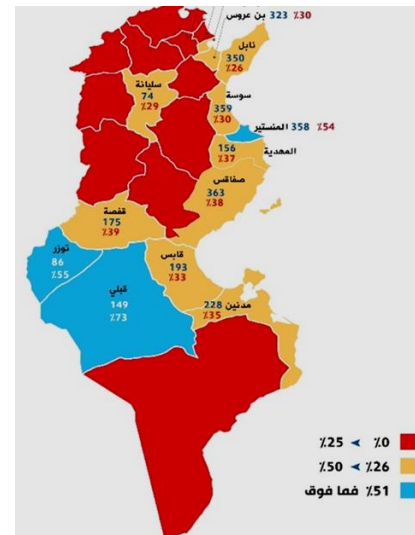 بن عروس 323 ٪30
نابل
350
٪26
سليانة
74
٪29
سوسة
359
٪30
المنستير 358 ٪54
156
٪37
المهدية
صفاقس
363
٪38
قفصة
175
٪39
توزر
86
٪55
قابس
193
٪33
قبلي
149
٪73
مدنين 228
٪35
٪0 ➤ ٪25
٪26 ➤ ٪50
٪51 فما فوق